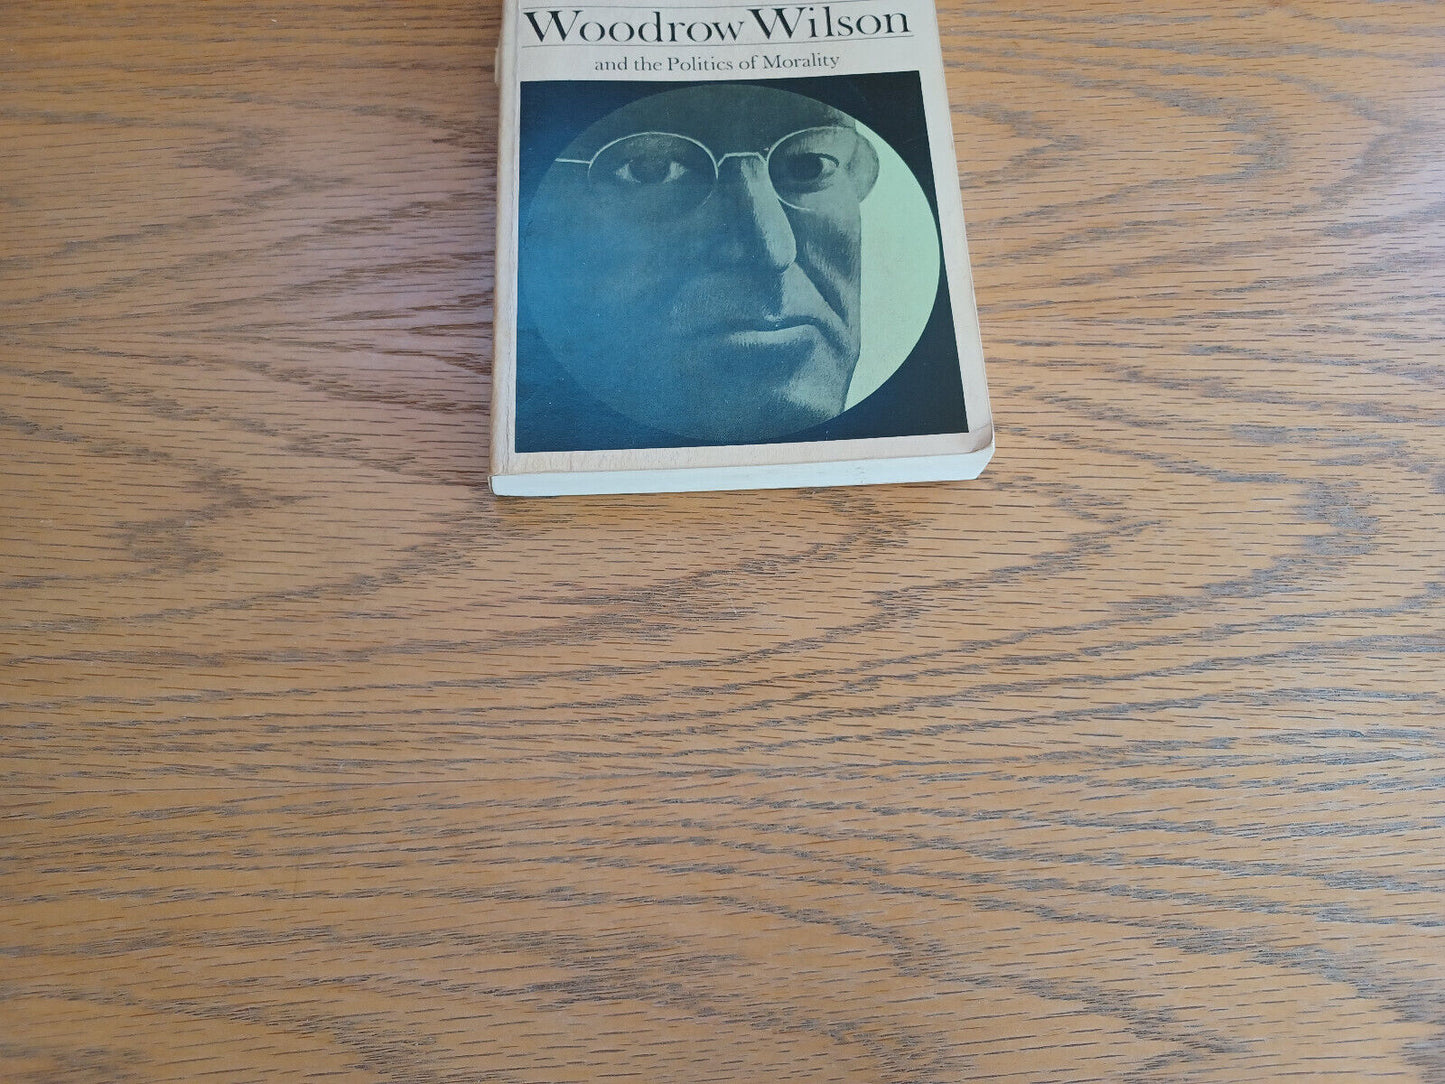 Woodrow Wilson
and the Politics of Morality